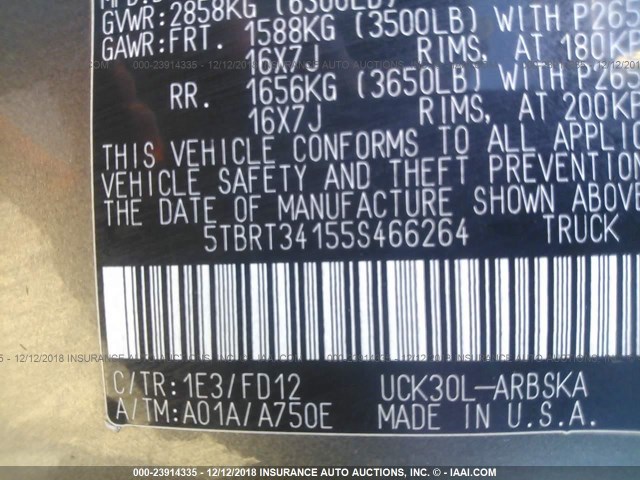 GVWR: 2858KG (6300LB)
GAWR: FRT. 1588KG (3500LB) WITH P265
16X7J RIMS, AT 180KP
RR. 1656KG (3650LB) WITH P265
16X7J RIMS, AT 200KP
THIS VEHICLE CONFORMS TO ALL APPLIC
VEHICLE SAFETY AND THEFT PREVENTION
THE DATE OF MANUFACTURE SHOWN ABOVE
5TBRT34155S466264 TRUCK
C/TR: 1E3/FD12 UCK30L-ARBSKA
A/TM: A01A/A750E MADE IN U.S.A.
000-23914335 - 12/12/2018 INSURANCE AUTO AUCTIONS, INC. - © IAAI.COM